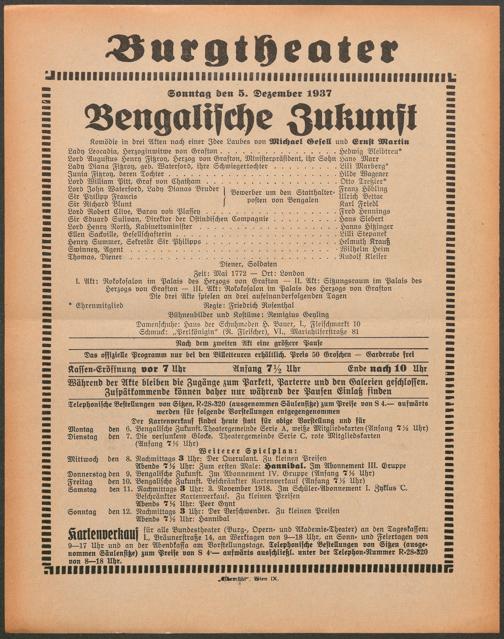 Burgtheater
Sonntag den 5. Dezember 1937
Bengalische Zukunft
Komödie in drei Akten nach einer Idee Laubes von Michael Gesell und Ernst Martin
Lady Leocadia, Herzoginwitwe von Grafton Hedwig Bleibtreu*
Lord Augustus Henry Fitzroy, Herzog von Grafton, Ministerpräsident, ihr Sohn Hans Marr
Lady Diana Fitzroy, geb. Waterford, ihre Schwiegertochter Lili Marberg*
Junia Fitzroy, deren Tochter Hilde Wagener
Lord William Pitt, Graf von Chatham Otto Treßler*
Lord John Waterford, Lady Dianas Bruder Franz Höbling
Sir Philipp Francis Bewerber um den Statthalter- Ulrich Bettac
Sir Richard Blunt posten von Bengalen Karl Friedl
Lord Robert Clive, Baron von Plassey Fred Hennings
Sir Eduard Sulivan, Direktor der Ostindischen Compagnie Hans Siebert
Lord Henry North, Kabinettsminister Hanns Hitzinger
Ellen Sackville, Gesellschafterin Lilli Stepanek
Henry Summer, Sekretär Sir Philipps Helmuth Krauß
Swinney, Agent Wilhelm Heim
Thomas, Diener Rudolf Kleifer
Diener, Soldaten
Zeit: Mai 1772 — Ort: London
I. Akt: Rokokosalon im Palais des Herzogs von Grafton — II. Akt: Sitzungsraum im Palais des
Herzogs von Grafton — III. Akt: Rokokosalon im Palais des Herzogs von Grafton
Die drei Akte spielen an drei aufeinanderfolgenden Tagen
* Ehrenmitglied Regie: Friedrich Rosenthal
Bühnenbilder und Kostüme: Remigius Geyling
Damenschuhe: Haus der Schuhmoden H. Bauer, I., Fleischmarkt 10
Schmuck: „Perlkönigin“ (R. Fleischer), VI., Mariahilferstraße 81
Nach dem zweiten Akt eine größere Pause
Das offizielle Programm nur bei den Billetteuren erhältlich. Preis 50 Groschen — Garderobe frei
Kassen-Eröffnung vor 7 Uhr Anfang 7½ Uhr Ende nach 10 Uhr
Während der Akte bleiben die Zugänge zum Parkett, Parterre und den Galerien geschlossen.
Zuspätkommende können daher nur während der Pausen Einlaß finden
Telephonische Bestellungen von Sitzen, R-28-320 (ausgenommen Säulensitze) zum Preise von S 4.— aufwärts
werden für folgende Vorstellungen entgegengenommen
Der Kartenverkauf findet heute statt für obige Vorstellung und für
Montag den 6. Bengalische Zukunft. Theatergemeinde Serie A, weiße Mitgliedskarten (Anfang 7½ Uhr)
Dienstag den 7. Die versunkene Glocke. Theatergemeinde Serie C, rote Mitgliedskarten
(Anfang 7½ Uhr)
Weiterer Spielplan:
Mittwoch den 8. Nachmittags 3 Uhr: Der Querulant. Zu kleinen Preisen
Abends 7½ Uhr: Zum ersten Male: Hannibal. Im Abonnement III. Gruppe
Donnerstag den 9. Bengalische Zukunft. Im Abonnement IV. Gruppe (Anfang 7½ Uhr)
Freitag den 10. Bengalische Zukunft. Beschränkter Kartenverkauf (Anfang 7½ Uhr)
Samstag den 11. Nachmittags 3 Uhr: 3. November 1918. Im Schüler-Abonnement I. Zyklus C.
Beschränkter Kartenverkauf. Zu kleinen Preisen
Abends 7½ Uhr: Peer Gynt
Sonntag den 12. Nachmittags 3 Uhr: Der Verschwender. Zu kleinen Preisen
Abends 7½ Uhr: Hannibal
Kartenverkauf für alle Bundestheater (Burg-, Opern- und Akademie-Theater) an den Tageskassen:
I., Bräunerstraße 14, an Werktagen von 9—18 Uhr, an Sonn- und Feiertagen von
9—17 Uhr und an der Abendkassa am Vorstellungstage. Telephonische Bestellungen von Sitzen (ausge-
nommen Säulensitze) zum Preise von S 4— aufwärts ausschließl. unter der Telephon-Nummer R-28-320
von 8—18 Uhr.
„Elbemühl“, Wien IX.